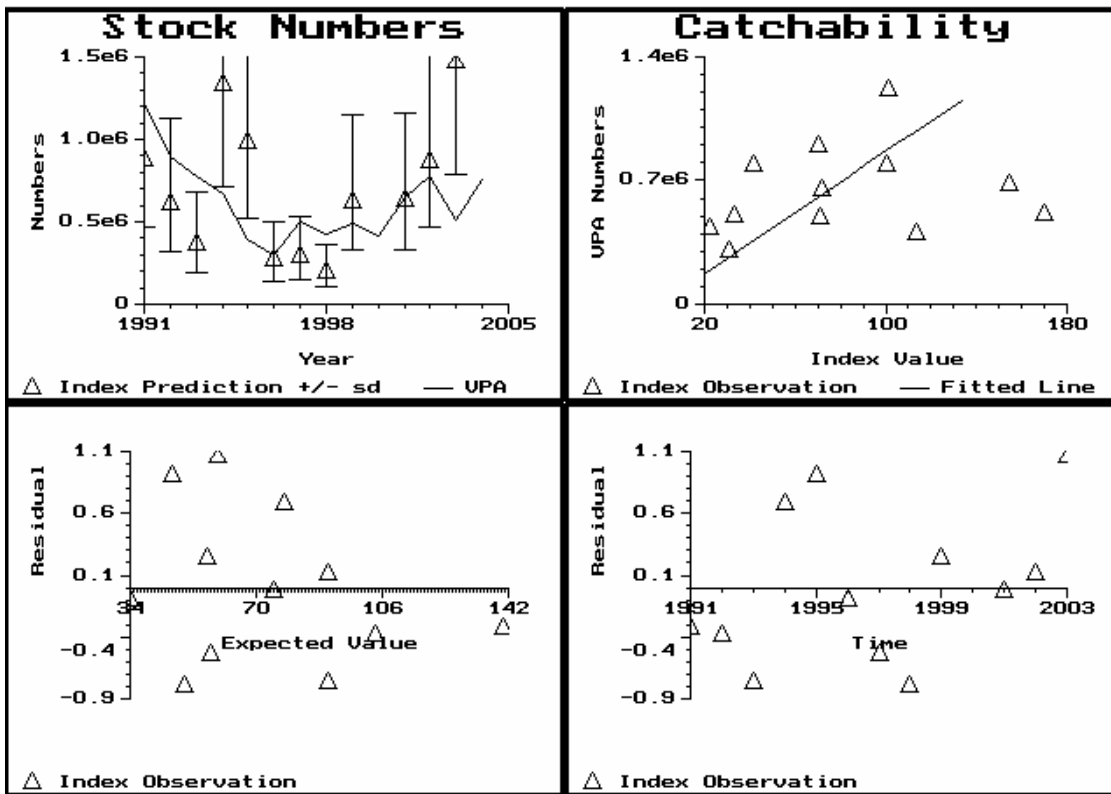 Stock Numbers
1.5e6
1.0e6
0.5e6
0
Numbers
1991 1998 2005
Year
△ Index Prediction +/- sd — VPA
Catchability
1.4e6
0.7e6
0
VPA Numbers
20 100 180
Index Value
△ Index Observation — Fitted Line
1.1
0.6
0.1
-0.4
-0.9
Residual
34 70 106 142
Expected Value
△ Index Observation
1.1
0.6
0.1
-0.4
-0.9
Residual
1991 1995 1999 2003
Time
△ Index Observation